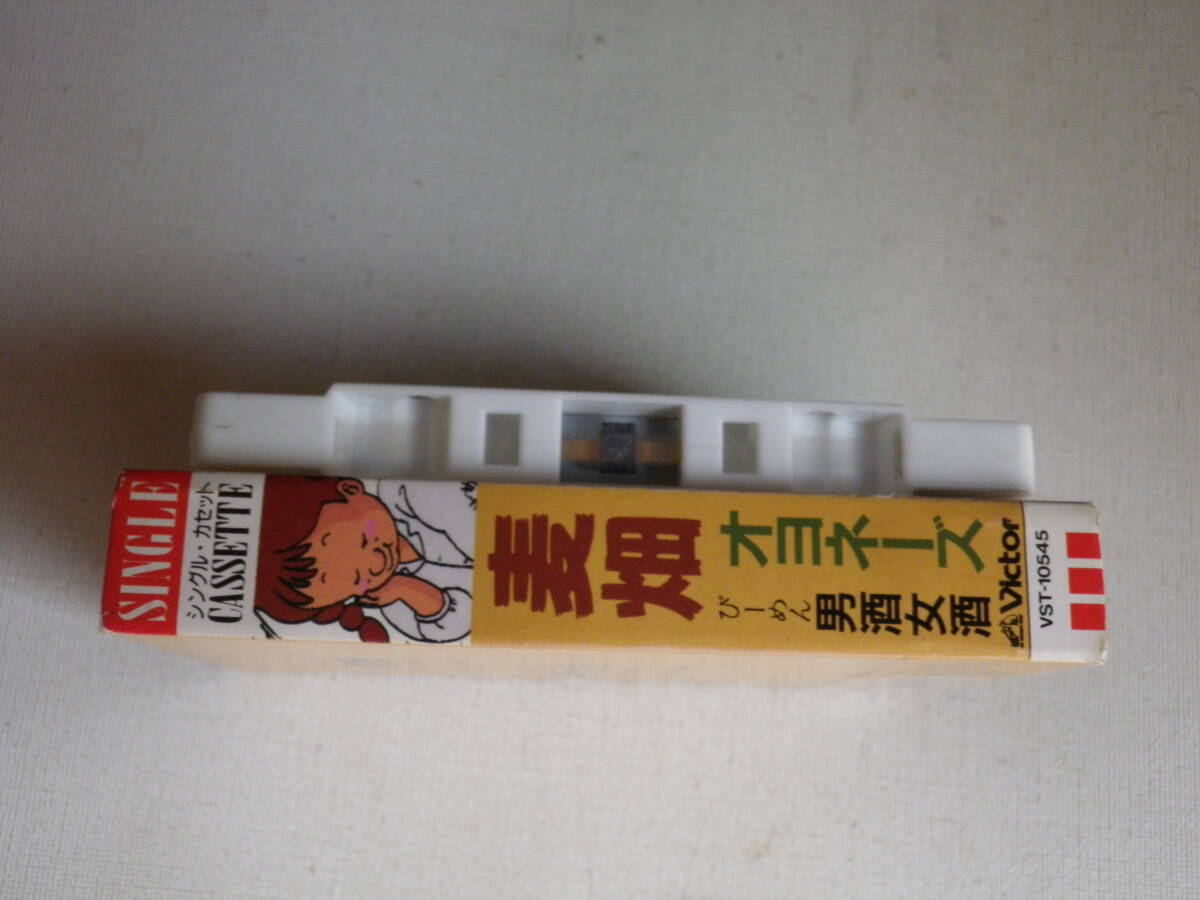 SINGLE
シングル・カセット
CASSETTE
麦畑
オヨネーズ
びーめん
男酒女酒
Victor
VST-10545